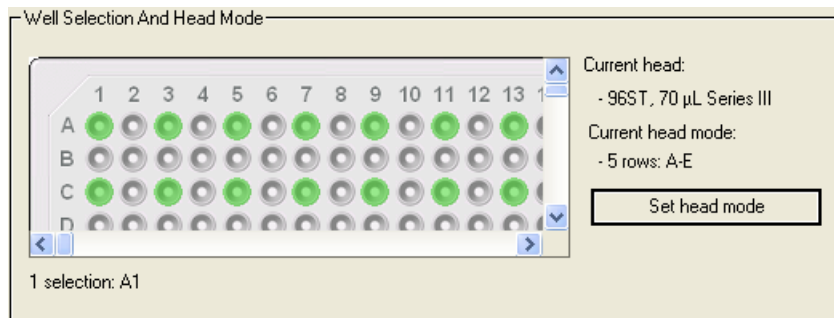 Well Selection And Head Mode
Current head:
1 2 3 4 5 6 7 8 9 10 11 12 13
- 96ST, 70 µL Series III
A
Current head mode:
B
- 5 rows: A-E
C
Set head mode
D
1 selection: A1